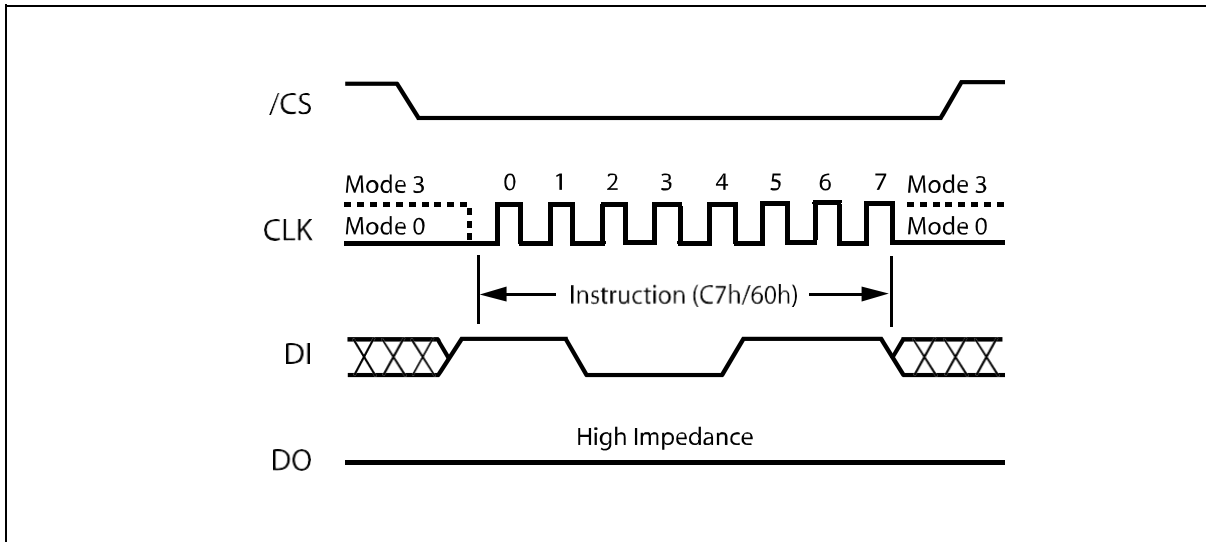 /CS
Mode 3 0 1 2 3 4 5 6 7 Mode 3
CLK Mode 0 Mode 0
Instruction (C7h/60h)
DI
High Impedance
DO